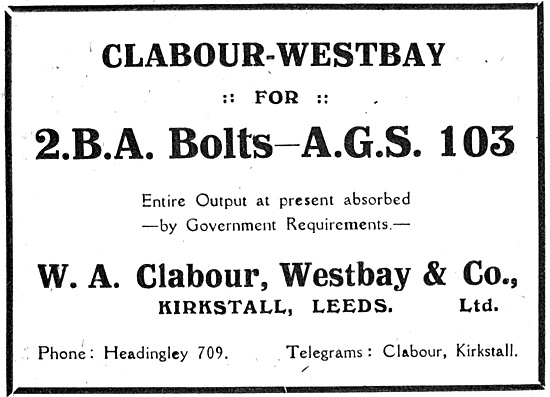 CLABOUR-WESTBAY
:: FOR ::
2.B.A. Bolts—A.G.S. 103
Entire Output at present absorbed
—by Government Requirements.—
W. A. Clabour, Westbay & Co.,
KIRKSTALL, LEEDS. Ltd.
Phone: Headingley 709. Telegrams: Clabour, Kirkstall.